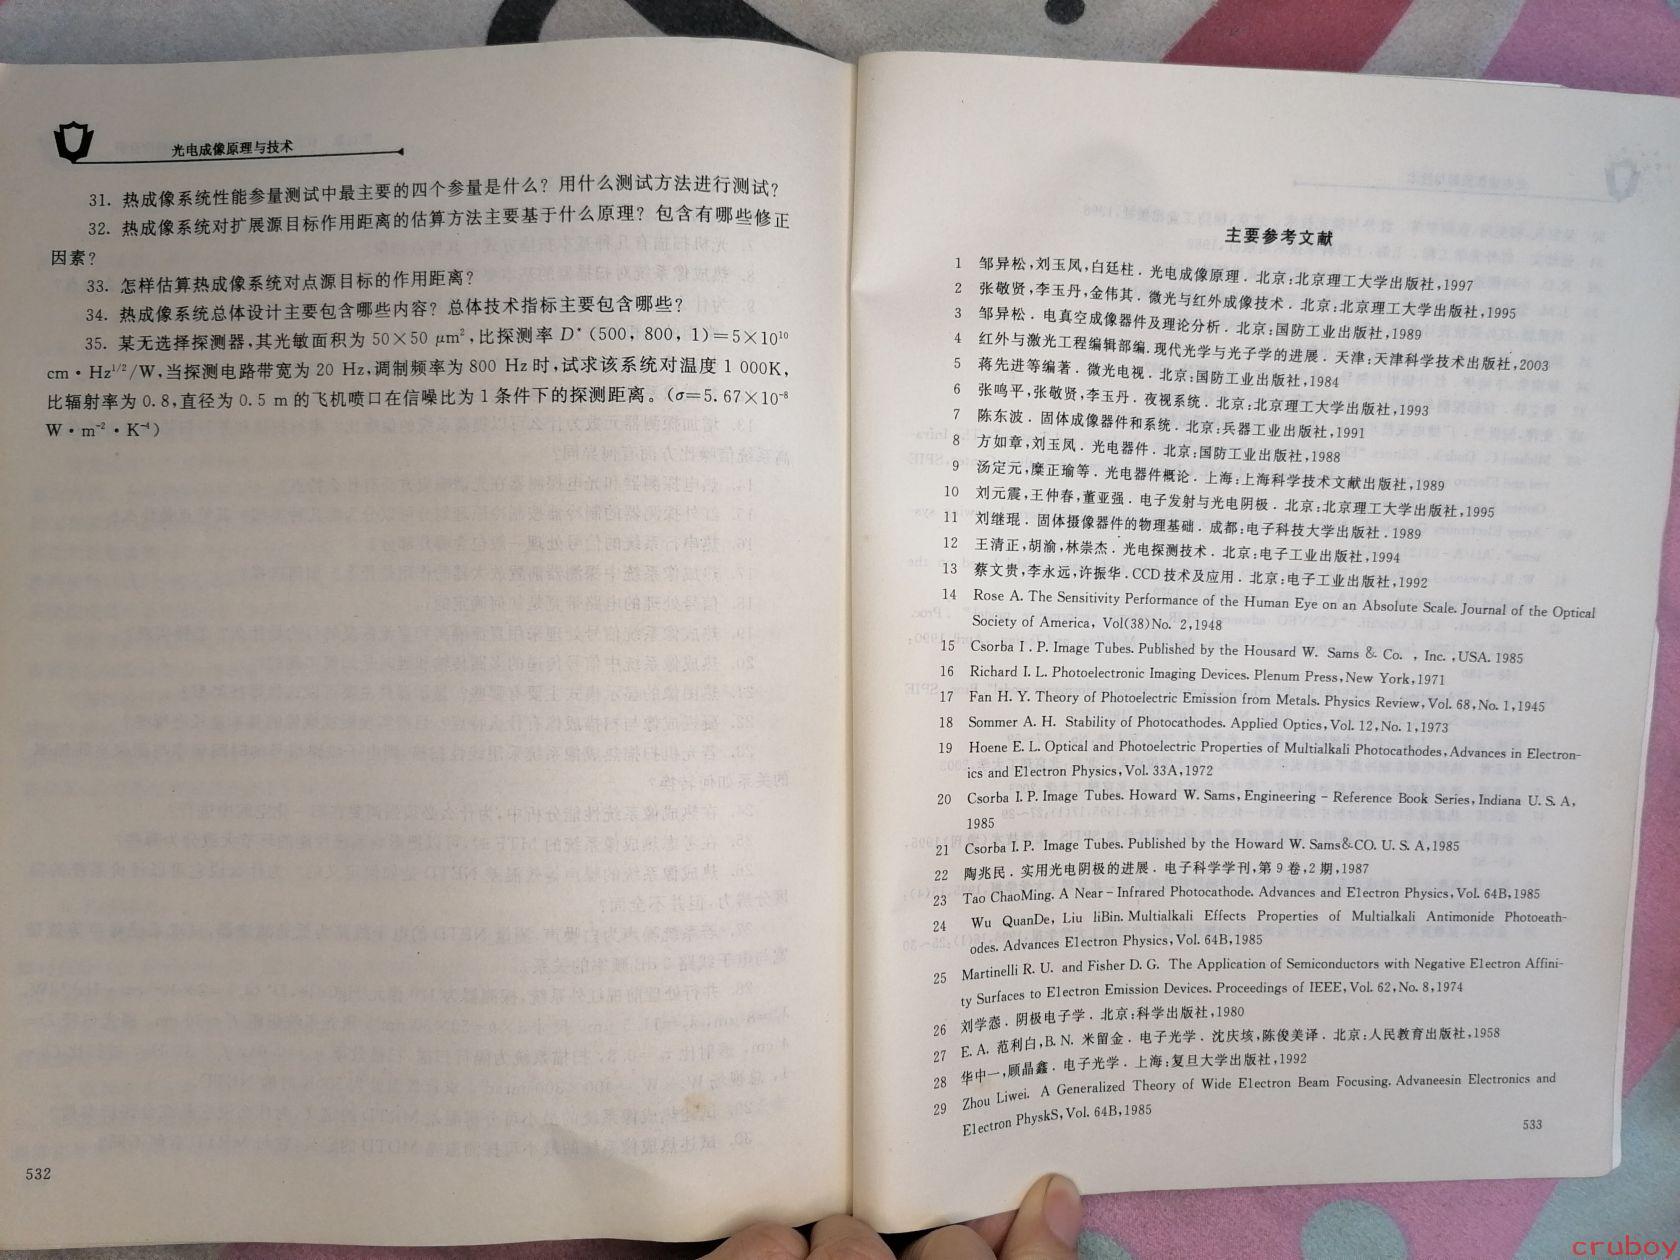 光电成像原理与技术
31. 热成像系统性能参量测试中最主要的四个参量是什么？用什么测试方法进行测试？
32. 热成像系统对扩展源目标作用距离的估算方法主要基于什么原理？包含有哪些修正
因素？
33. 怎样估算热成像系统对点源目标的作用距离？
34. 热成像系统总体设计主要包含哪些内容？总体技术指标主要包含哪些？
35. 某无选择探测器,其光敏面积为 50×50 μm²,比探测率 D*（500，800，1）=5×10¹⁰
cm·Hz¹/²/W,当探测电路带宽为 20 Hz,调制频率为 800 Hz 时,试求该系统对温度 1 000K,
比辐射率为 0.8,直径为 0.5 m 的飞机喷口在信噪比为 1 条件下的探测距离。(σ=5.67×10⁻⁸
W·m⁻²·K⁻⁴)
532
主要参考文献
1 邹异松,刘玉凤,白廷柱. 光电成像原理. 北京:北京理工大学出版社,1997
2 张敬贤,李玉丹,金伟其. 微光与红外成像技术. 北京:北京理工大学出版社,1995
3 邹异松. 电真空成像器件及理论分析. 北京:国防工业出版社,1989
4 红外与激光工程编辑部编.现代光学与光子学的进展. 天津:天津科学技术出版社,2003
5 蒋先进等编著. 微光电视. 北京:国防工业出版社,1984
6 张鸣平,张敬贤,李玉丹. 夜视系统. 北京:北京理工大学出版社,1993
7 陈东波. 固体成像器件和系统. 北京:兵器工业出版社,1991
8 方如章,刘玉凤. 光电器件. 北京:国防工业出版社,1988
9 汤定元,糜正瑜等. 光电器件概论. 上海:上海科学技术文献出版社,1989
10 刘元震,王仲春,董亚强. 电子发射与光电阴极. 北京:北京理工大学出版社,1995
11 刘继琨. 固体摄像器件的物理基础. 成都:电子科技大学出版社. 1989
12 王清正,胡渝,林崇杰. 光电探测技术. 北京:电子工业出版社,1994
13 蔡文贵,李永远,许振华.CCD 技术及应用. 北京:电子工业出版社,1992
14 Rose A. The Sensitivity Performance of the Human Eye on an Absolute Scale. Journal of the Optical
Society of America, Vol(38)No. 2,1948
15 Csorba I . P. Image Tubes. Published by the Housard W. Sams & Co. , Inc. ,USA. 1985
16 Richard I. L. Photoelectronic Imaging Devices. Plenum Press,New York,1971
17 Fan H. Y. Theory of Photoelectric Emission from Metals. Physics Review,Vol. 68,No. 1,1945
18 Sommer A. H. Stability of Photocathodes. Applied Optics,Vol. 12,No. 1,1973
19 Hoene E. L. Optical and Photoelectric Properties of Multialkali Photocathodes,Advances in Electron-
ics and Electron Physics,Vol. 33A,1972
20 Csorba I. P. Image Tubes. Howard W. Sams,Engineering – Reference Book Series,Indiana U. S. A,
1985
21 Csorba I. P. Image Tubes. Published by the Howard W. Sams&CO. U. S. A,1985
22 陶兆民. 实用光电阴极的进展. 电子科学学刊,第 9 卷,2 期,1987
23 Tao ChaoMing. A Near – Infrared Photocathode. Advances and Electron Physics,Vol. 64B,1985
24 Wu QuanDe, Liu liBin. Multialkali Effects Properties of Multialkali Antimonide Photoeath-
odes. Advances Electron Physics,Vol. 64B,1985
25 Martinelli R. U. and Fisher D. G. The Application of Semiconductors with Negative Electron Affini-
ty Surfaces to Electron Emission Devices. Proceedings of IEEE,Vol. 62,No. 8,1974
26 刘学悫. 阴极电子学. 北京:科学出版社,1980
27 E. A. 范利白,B. N. 米留金. 电子光学. 沈庆垓,陈俊美译. 北京:人民教育出版社,1958
28 华中一,顾晶鑫. 电子光学. 上海:复旦大学出版社,1992
29 Zhou Liwei. A Generalized Theory of Wide Electron Beam Focusing. Advaneesin Electronics and
Electron PhyskS,Vol. 64B,1985
533
cruboy